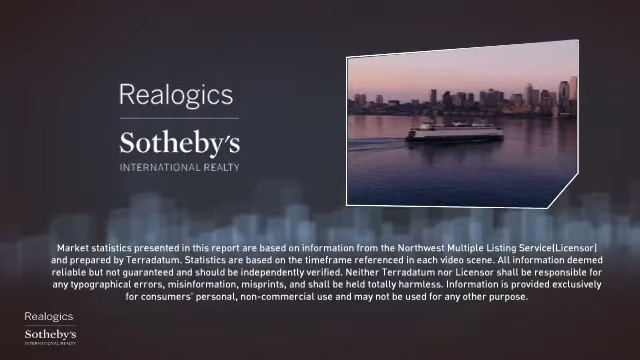 Realogics
Sotheby's
INTERNATIONAL REALTY
Market statistics presented in this report are based on information from the Northwest Multiple Listing Service(Licensor)
and prepared by Terradatum. Statistics are based on the timeframe referenced in each video scene. All information deemed
reliable but not guaranteed and should be independently verified. Neither Terradatum nor Licensor shall be responsible for
any typographical errors, misinformation, misprints, and shall be held totally harmless. Information is provided exclusively
for consumers' personal, non-commercial use and may not be used for any other purpose.
Realogics
Sotheby's
INTERNATIONAL REALTY